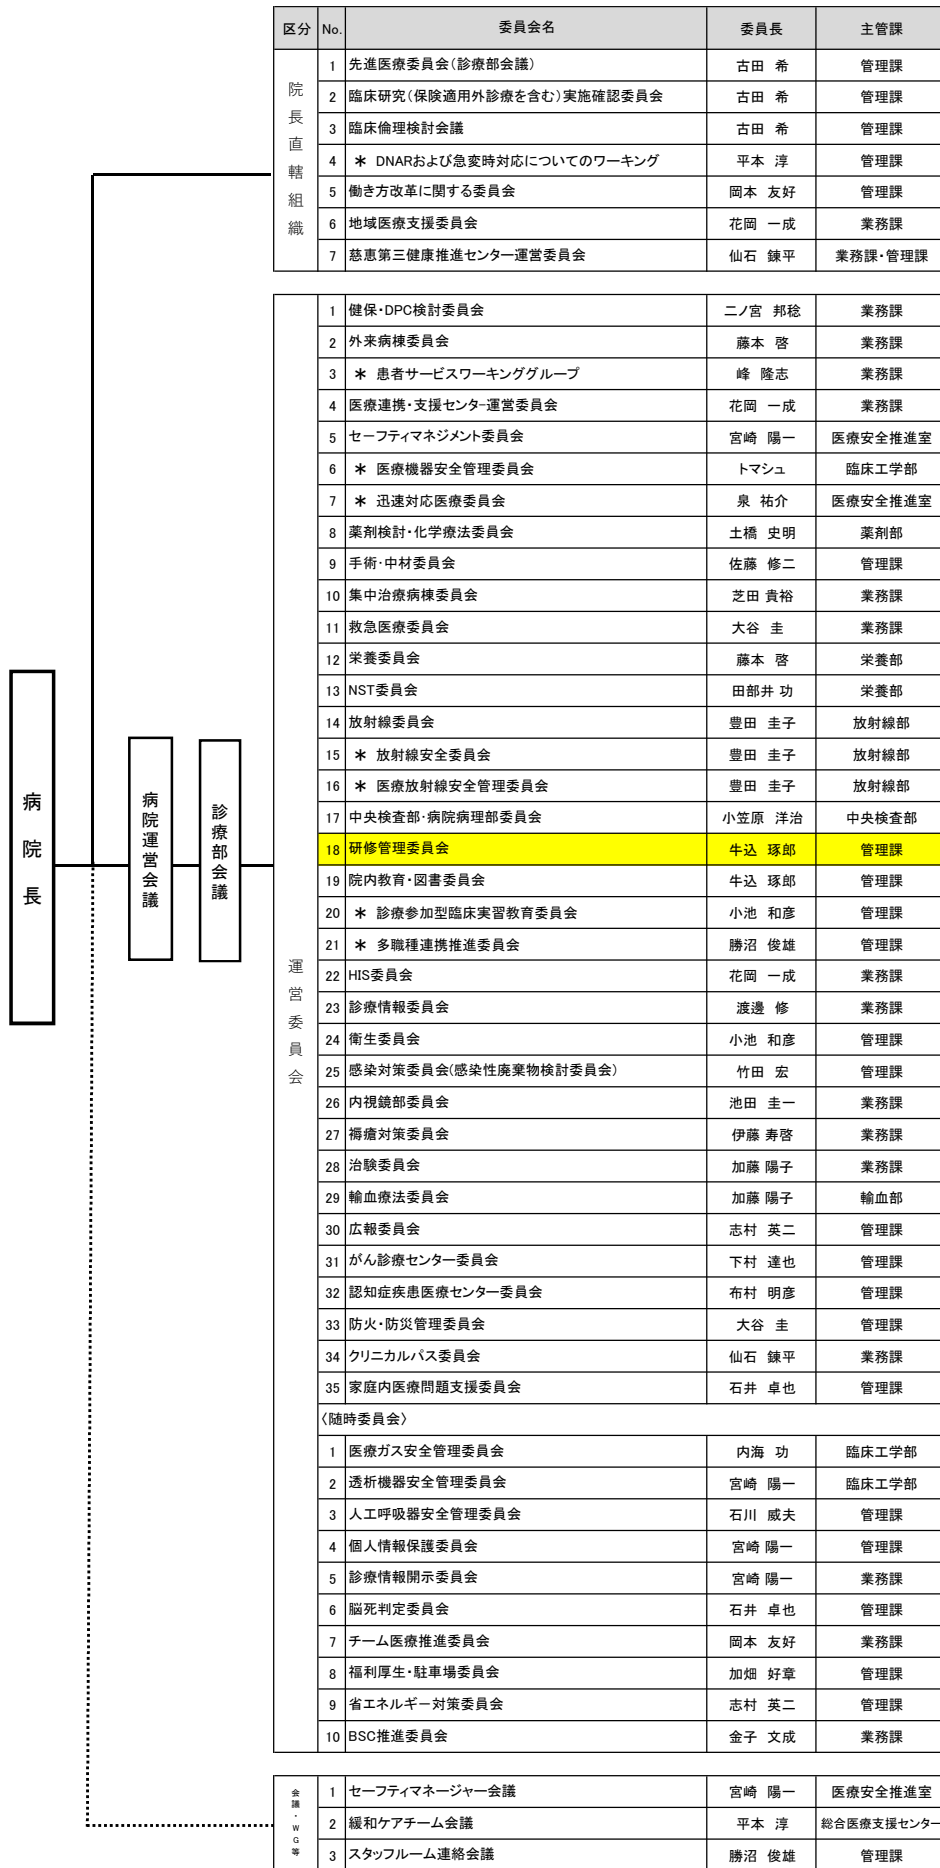 区分 No. 委員会名 委員長 主管課
院長直轄組織
1 先進医療委員会(診療部会議) 古田 希 管理課
2 臨床研究(保険適用外診療を含む)実施確認委員会 古田 希 管理課
3 臨床倫理検討会議 古田 希 管理課
4 ＊ DNARおよび急変時対応についてのワーキング 平本 淳 管理課
5 働き方改革に関する委員会 岡本 友好 管理課
6 地域医療支援委員会 花岡 一成 業務課
7 慈恵第三健康推進センター運営委員会 仙石 錬平 業務課・管理課
病院長
病院運営会議
診療部会議
運営委員会
1 健保・DPC検討委員会 二ノ宮 邦稔 業務課
2 外来病棟委員会 藤本 啓 業務課
3 ＊ 患者サービスワーキンググループ 峰 隆志 業務課
4 医療連携・支援センター運営委員会 花岡 一成 業務課
5 セーフティマネジメント委員会 宮崎 陽一 医療安全推進室
6 ＊ 医療機器安全管理委員会 トマシュ 臨床工学部
7 ＊ 迅速対応医療委員会 泉 祐介 医療安全推進室
8 薬剤検討・化学療法委員会 土橋 史明 薬剤部
9 手術・中材委員会 佐藤 修二 管理課
10 集中治療病棟委員会 芝田 貴裕 業務課
11 救急医療委員会 大谷 圭 業務課
12 栄養委員会 藤本 啓 栄養部
13 NST委員会 田部井 功 栄養部
14 放射線委員会 豊田 圭子 放射線部
15 ＊ 放射線安全委員会 豊田 圭子 放射線部
16 ＊ 医療放射線安全管理委員会 豊田 圭子 放射線部
17 中央検査部・病院病理部委員会 小笠原 洋治 中央検査部
18 研修管理委員会 牛込 琢郎 管理課
19 院内教育・図書委員会 牛込 琢郎 管理課
20 ＊ 診療参加型臨床実習教育委員会 小池 和彦 管理課
21 ＊ 多職種連携推進委員会 勝沼 俊雄 管理課
22 HIS委員会 花岡 一成 業務課
23 診療情報委員会 渡邊 修 業務課
24 衛生委員会 小池 和彦 管理課
25 感染対策委員会(感染性廃棄物検討委員会) 竹田 宏 管理課
26 内視鏡部委員会 池田 圭一 業務課
27 褥瘡対策委員会 伊藤 寿啓 業務課
28 治験委員会 加藤 陽子 業務課
29 輸血療法委員会 加藤 陽子 輸血部
30 広報委員会 志村 英二 管理課
31 がん診療センター委員会 下村 達也 管理課
32 認知症疾患医療センター委員会 布村 明彦 管理課
33 防火・防災管理委員会 大谷 圭 管理課
34 クリニカルパス委員会 仙石 錬平 業務課
35 家庭内医療問題支援委員会 石井 卓也 管理課
〈随時委員会〉
1 医療ガス安全管理委員会 内海 功 臨床工学部
2 透析機器安全管理委員会 宮崎 陽一 臨床工学部
3 人工呼吸器安全管理委員会 石川 威夫 管理課
4 個人情報保護委員会 宮崎 陽一 管理課
5 診療情報開示委員会 宮崎 陽一 業務課
6 脳死判定委員会 石井 卓也 管理課
7 チーム医療推進委員会 岡本 友好 業務課
8 福利厚生・駐車場委員会 加畑 好章 管理課
9 省エネルギー対策委員会 志村 英二 管理課
10 BSC推進委員会 金子 文成 業務課
会議・WG等
1 セーフティマネージャー会議 宮崎 陽一 医療安全推進室
2 緩和ケアチーム会議 平本 淳 総合医療支援センター
3 スタッフルーム連絡会議 勝沼 俊雄 管理課